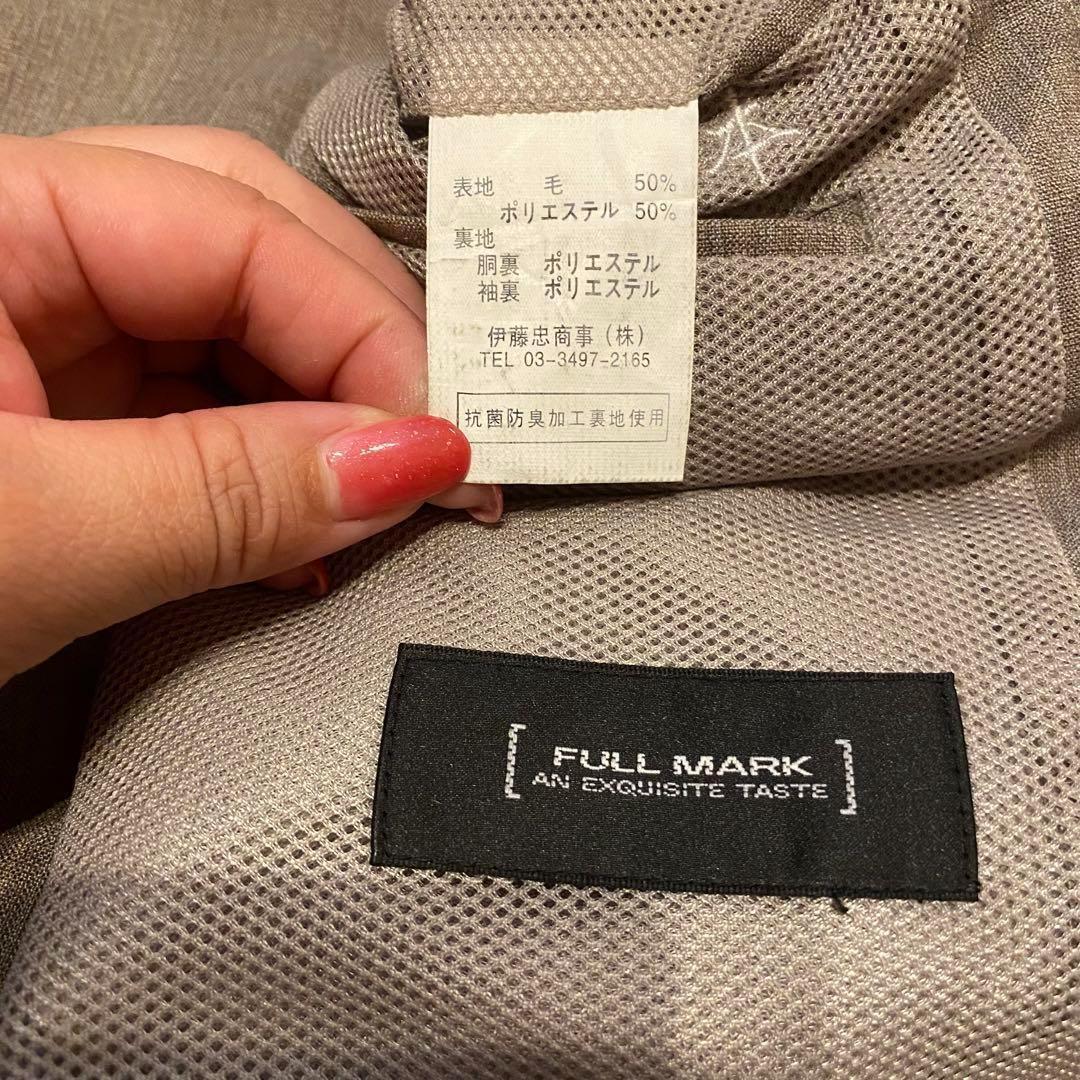 表地 毛 50%
ポリエステル 50%
裏地
胴裏 ポリエステル
袖裏 ポリエステル
伊藤忠商事(株)
TEL 03-3497-2165
抗菌防臭加工裏地使用
[FULL MARK
AN EXQUISITE TASTE]